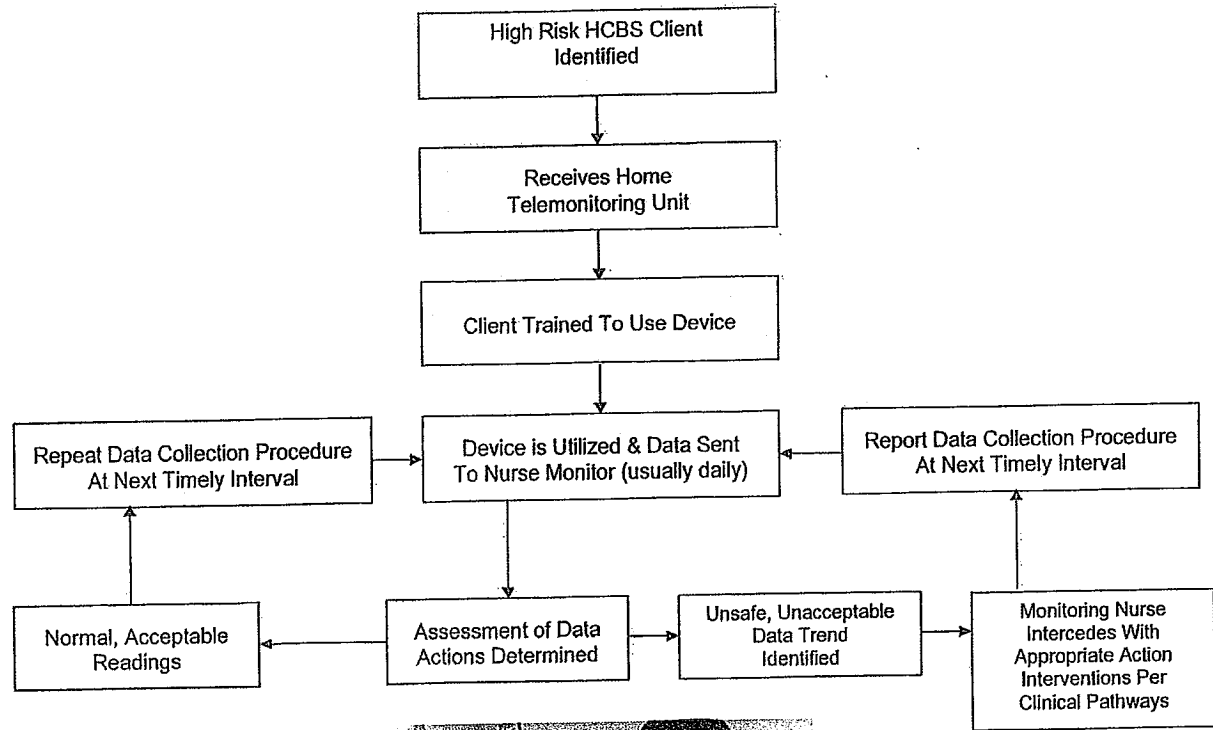 High Risk HCBS Client
Identified
Receives Home
Telemonitoring Unit
Client Trained To Use Device
Repeat Data Collection Procedure
At Next Timely Interval
Device is Utilized & Data Sent
To Nurse Monitor (usually daily)
Report Data Collection Procedure
At Next Timely Interval
Normal, Acceptable
Readings
Assessment of Data
Actions Determined
Unsafe, Unacceptable
Data Trend
Identified
Monitoring Nurse
Intercedes With
Appropriate Action
Interventions Per
Clinical Pathways